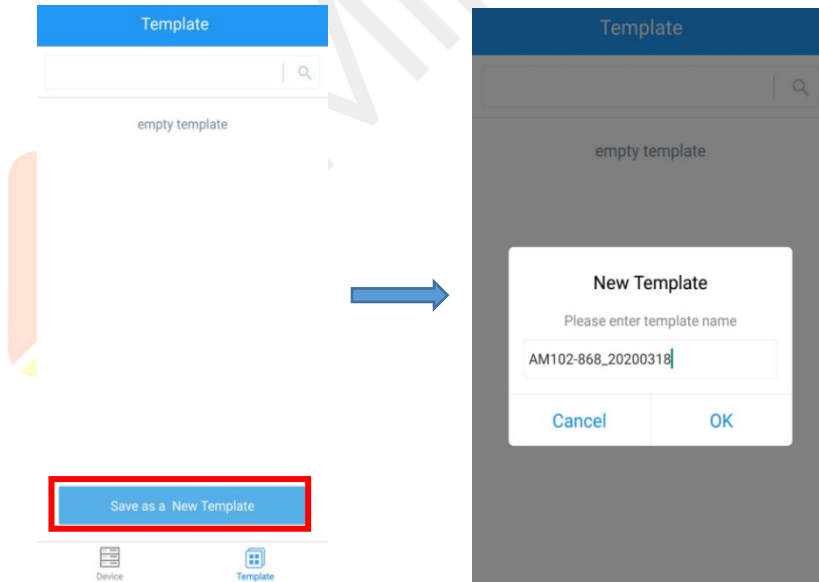 Template
empty template
Save as a New Template
Device
Template
Template
empty template
New Template
Please enter template name
AM102-868_20200318
Cancel
OK